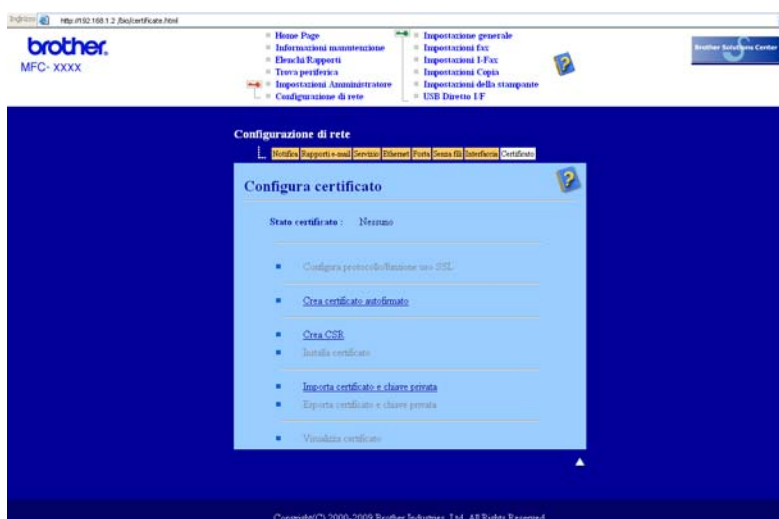 Indirizzo http://192.168.1.2 /bio/certificate.html
brother.
MFC- XXXX
Home Page
Informazioni manutenzione
Elenchi Rapporti
Trova periferica
Impostazioni Amministratore
Configurazione di rete
Impostazione generale
Impostazioni fax
Impostazioni I-Fax
Impostazioni Copia
Impostazioni della stampante
USB Diretto I/F
Brother Solutions Center
Configurazione di rete
Notifica Rapporti e-mail Servizio Ethernet Porta Senza fili Interfaccia Certificato
Configura certificato
Stato certificato : Nessuno
Configura protocollo/funzione uso SSL
Crea certificato autofirmato
Crea CSR
Installa certificato
Importa certificato e chiave privata
Esporta certificato e chiave privata
Visualizza certificato
Copyright(C) 2000-2009 Brother Industries, Ltd. All Rights Reserved.